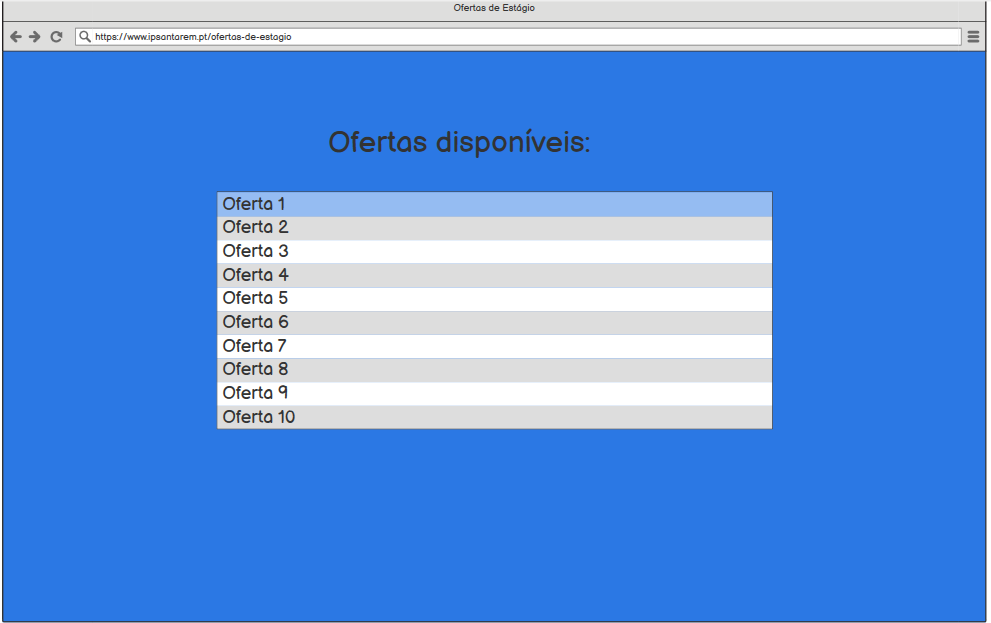 Ofertas de Estágio
https://www.ipsantarem.pt/ofertas-de-estagio
Ofertas disponíveis:
Oferta 1
Oferta 2
Oferta 3
Oferta 4
Oferta 5
Oferta 6
Oferta 7
Oferta 8
Oferta 9
Oferta 10